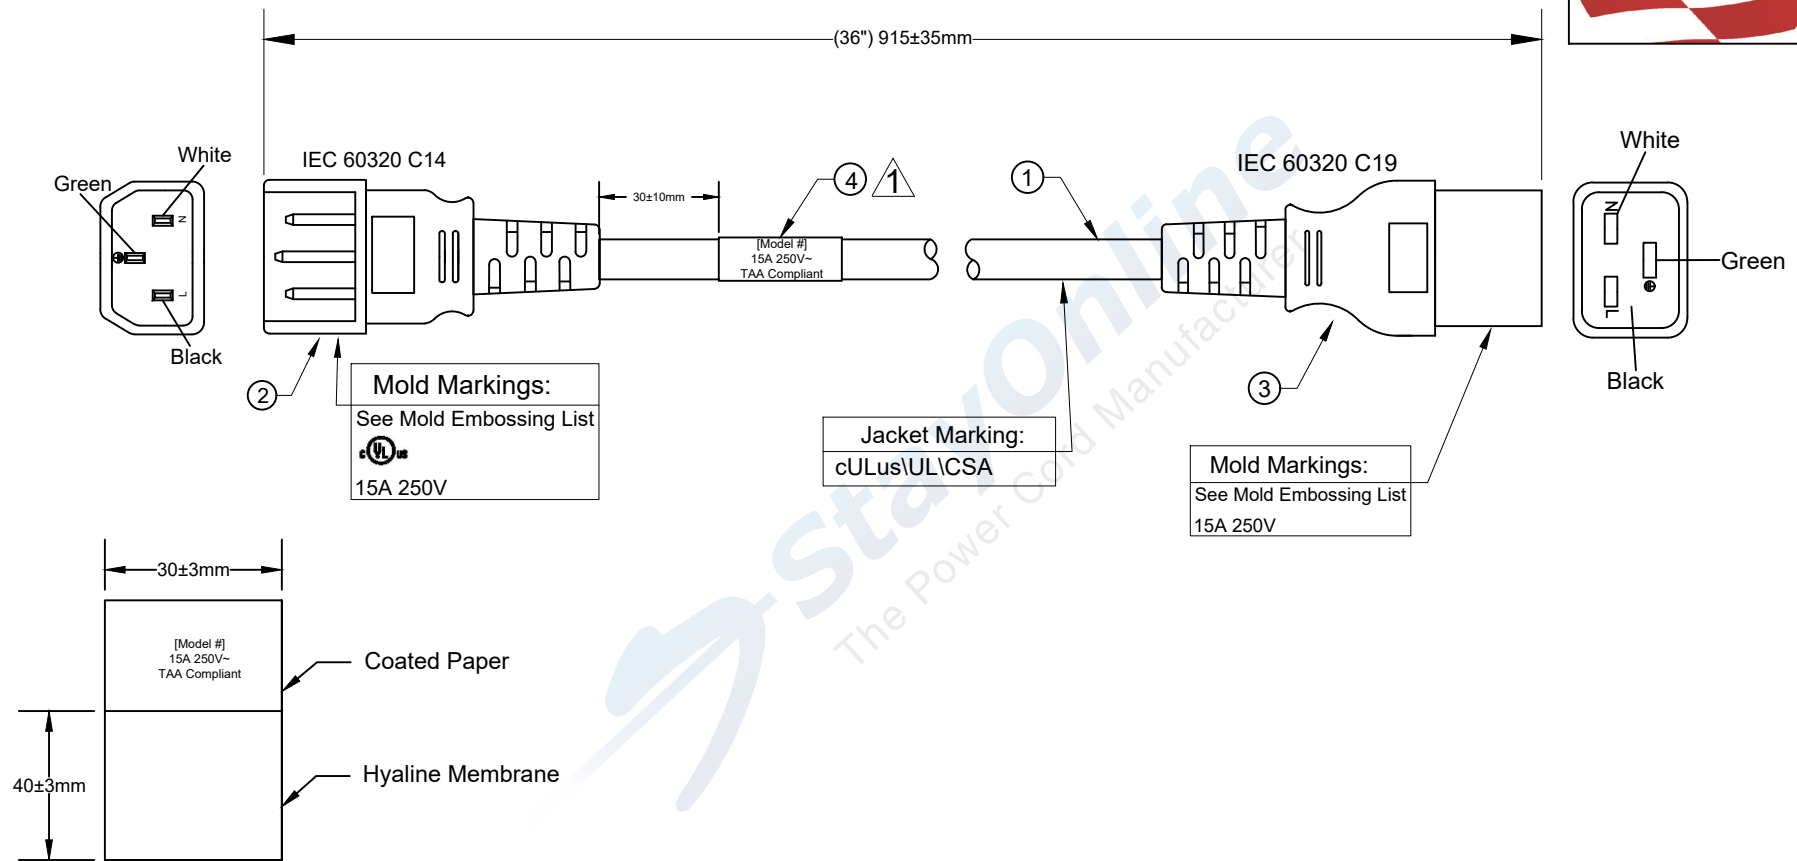 (36") 915±35mm
IEC 60320 C14
IEC 60320 C19
White
Green
N
L
Black
30±10mm
4
1
1
[Model #]
15A 250V~
TAA Compliant
White
N
L
Green
Black
2
3
Mold Markings:
See Mold Embossing List
c UL us
15A 250V
Jacket Marking:
cULus\UL\CSA
Mold Markings:
See Mold Embossing List
15A 250V
StayOnline
The Power Cord Manufacturer
30±3mm
[Model #]
15A 250V~
TAA Compliant
Coated Paper
40±3mm
Hyaline Membrane